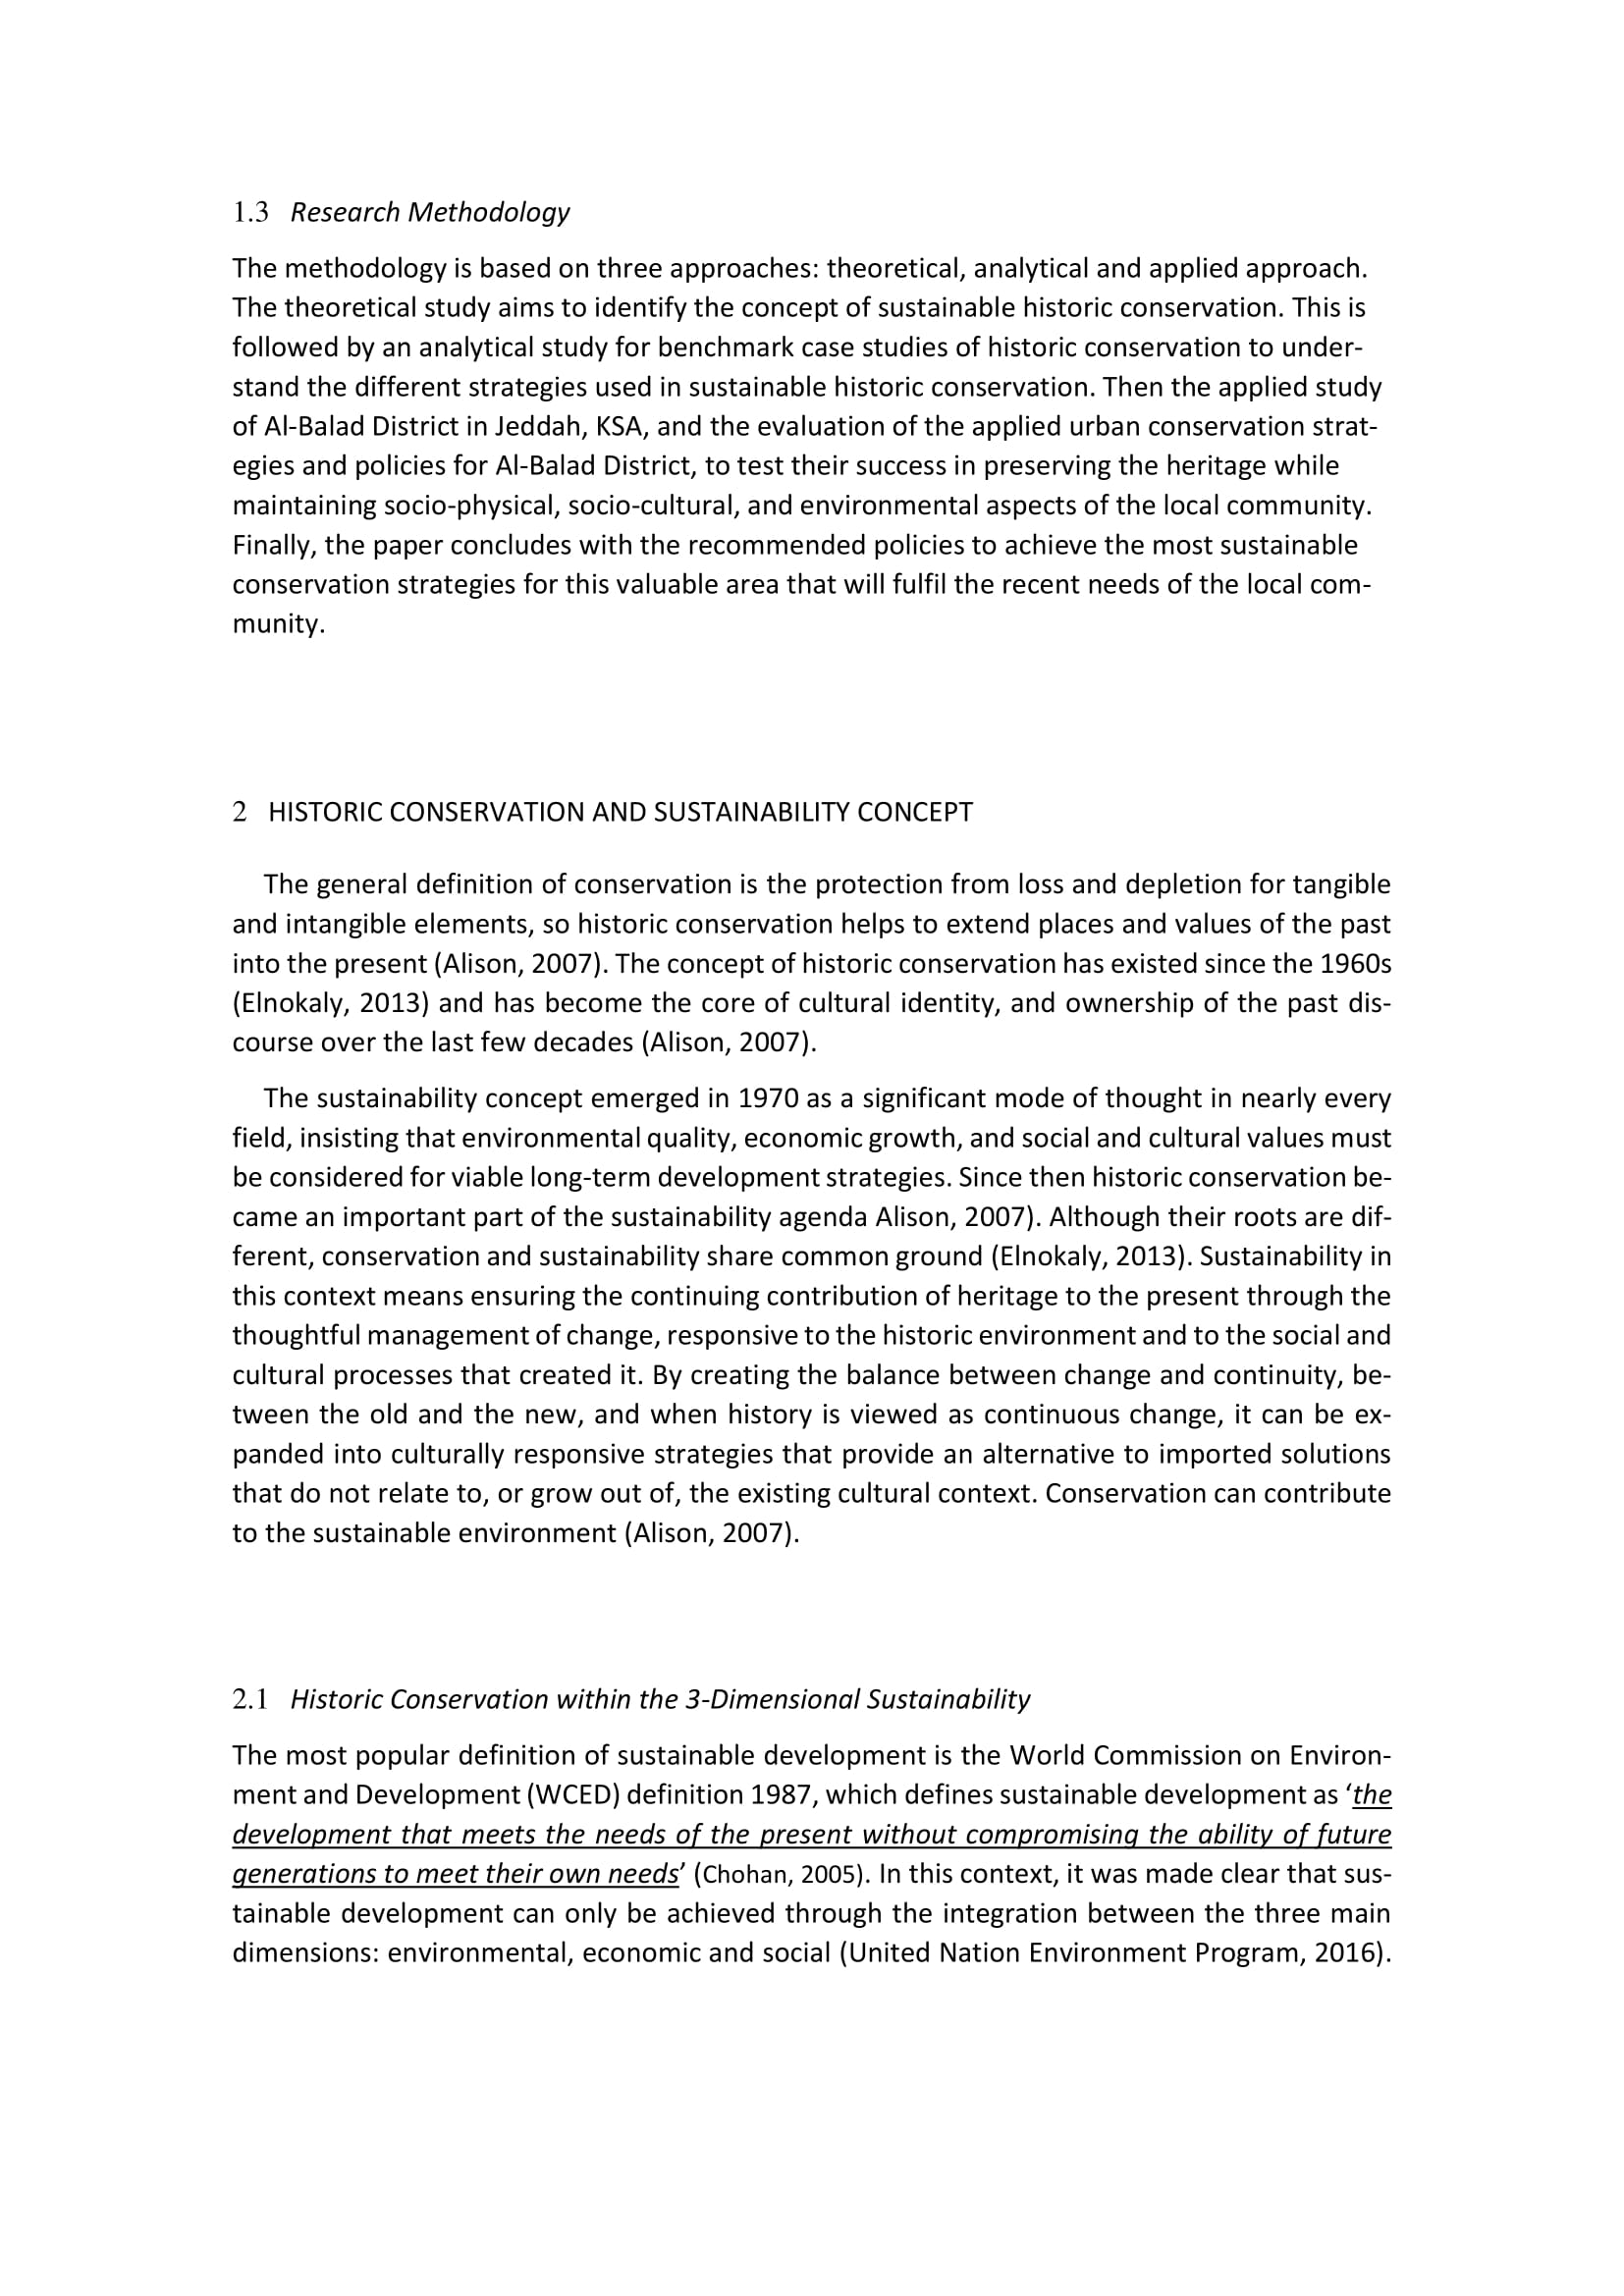 1.3 Research Methodology
The methodology is based on three approaches: theoretical, analytical and applied approach.
The theoretical study aims to identify the concept of sustainable historic conservation. This is
followed by an analytical study for benchmark case studies of historic conservation to under-
stand the different strategies used in sustainable historic conservation. Then the applied study
of Al-Balad District in Jeddah, KSA, and the evaluation of the applied urban conservation strat-
egies and policies for Al-Balad District, to test their success in preserving the heritage while
maintaining socio-physical, socio-cultural, and environmental aspects of the local community.
Finally, the paper concludes with the recommended policies to achieve the most sustainable
conservation strategies for this valuable area that will fulfil the recent needs of the local com-
munity.
2 HISTORIC CONSERVATION AND SUSTAINABILITY CONCEPT
The general definition of conservation is the protection from loss and depletion for tangible
and intangible elements, so historic conservation helps to extend places and values of the past
into the present (Alison, 2007). The concept of historic conservation has existed since the 1960s
(Elnokaly, 2013) and has become the core of cultural identity, and ownership of the past dis-
course over the last few decades (Alison, 2007).
The sustainability concept emerged in 1970 as a significant mode of thought in nearly every
field, insisting that environmental quality, economic growth, and social and cultural values must
be considered for viable long-term development strategies. Since then historic conservation be-
came an important part of the sustainability agenda Alison, 2007). Although their roots are dif-
ferent, conservation and sustainability share common ground (Elnokaly, 2013). Sustainability in
this context means ensuring the continuing contribution of heritage to the present through the
thoughtful management of change, responsive to the historic environment and to the social and
cultural processes that created it. By creating the balance between change and continuity, be-
tween the old and the new, and when history is viewed as continuous change, it can be ex-
panded into culturally responsive strategies that provide an alternative to imported solutions
that do not relate to, or grow out of, the existing cultural context. Conservation can contribute
to the sustainable environment (Alison, 2007).
2.1 Historic Conservation within the 3-Dimensional Sustainability
The most popular definition of sustainable development is the World Commission on Environ-
ment and Development (WCED) definition 1987, which defines sustainable development as ‘the
development that meets the needs of the present without compromising the ability of future
generations to meet their own needs’ (Chohan, 2005). In this context, it was made clear that sus-
tainable development can only be achieved through the integration between the three main
dimensions: environmental, economic and social (United Nation Environment Program, 2016).